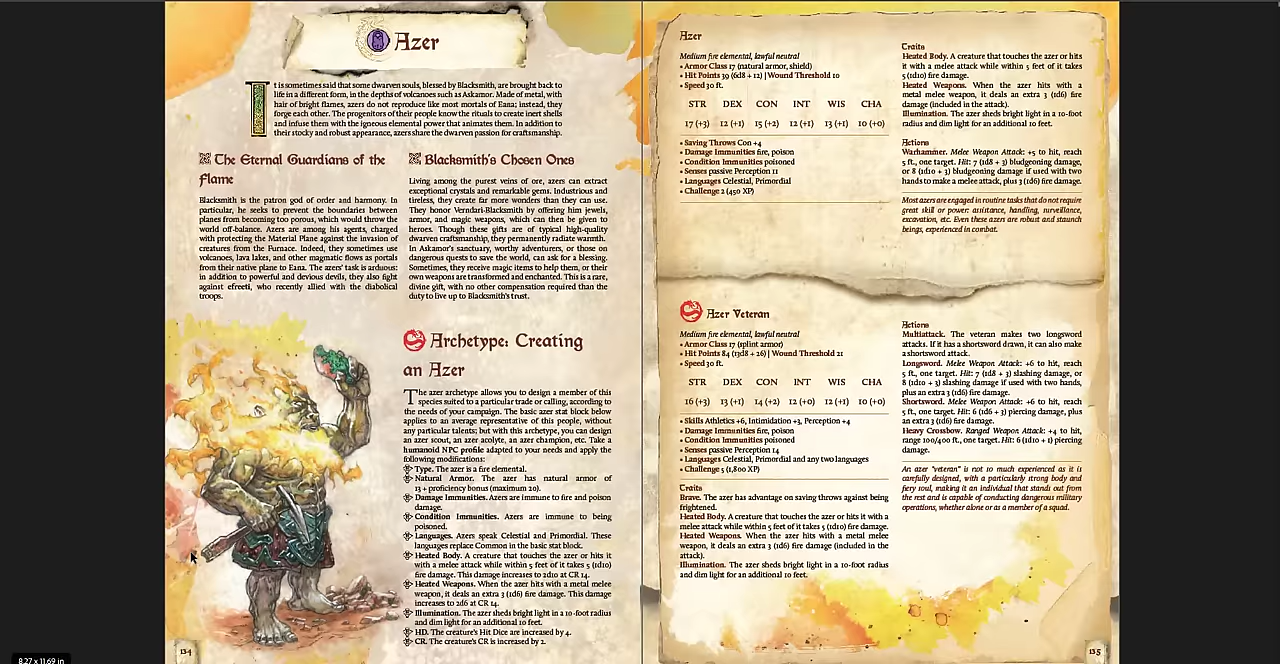 Azer
It is sometimes said that some dwarven souls, blessed by Blacksmith, are brought back to
life in a different form, in the depths of volcanoes such as Askamor. Made of metal, with
hair of bright flames, azers do not reproduce like most mortals of Eana; instead, they
forge each other. The progenitors of their people know the rituals to create inert shells
and infuse them with the igneous elemental power that animates them. In addition to
their stocky and robust appearance, azers share the dwarven passion for craftsmanship.
The Eternal Guardians of the
Flame
Blacksmith is the patron god of order and harmony. In
particular, he seeks to prevent the boundaries between
planes from becoming too porous, which would throw the
world off-balance. Azers are among his agents, charged
with protecting the Material Plane against the invasion of
creatures from the Furnace. Indeed, they sometimes use
volcanoes, lava lakes, and other magmatic flows as portals
from their native plane to Eana. The azers' task is arduous:
in addition to powerful and devious devils, they also fight
against efreeti, who recently allied with the diabolical
troops.
Blacksmith's Chosen Ones
Living among the purest veins of ore, azers can extract
exceptional crystals and remarkable gems. Industrious and
tireless, they create far more wonders than they can use.
They honor Verndari-Blacksmith by offering him jewels,
armor, and magic weapons, which can then be given to
heroes. Though these gifts are of typical high-quality
dwarven craftsmanship, they permanently radiate warmth.
In Askamor's sanctuary, worthy adventurers, or those on
dangerous quests to save the world, can ask for a blessing.
Sometimes, they receive magic items to help them, or their
own weapons are transformed and enchanted. This is a rare,
divine gift, with no other compensation required than the
duty to live up to Blacksmith's trust.
Archetype: Creating
an Azer
The azer archetype allows you to design a member of this
species suited to a particular trade or calling, according to
the needs of your campaign. The basic azer stat block below
applies to an average representative of this people, without
any particular talents; but with this archetype, you can design
an azer scout, an azer acolyte, an azer champion, etc. Take a
humanoid NPC profile adapted to your needs and apply the
following modifications:
Type. The azer is a fire elemental.
Natural Armor. The azer has natural armor of
13 + proficiency bonus (maximum 20).
Damage Immunities. Azers are immune to fire and poison
damage.
Condition Immunities. Azers are immune to being
poisoned.
Languages. Azers speak Celestial and Primordial. These
languages replace Common in the basic stat block.
Heated Body. A creature that touches the azer or hits it
with a melee attack while within 5 feet of it takes 5 (1d10)
fire damage. This damage increases to 2d10 at CR 14.
Heated Weapons. When the azer hits with a metal melee
weapon, it deals an extra 3 (1d6) fire damage. This damage
increases to 2d6 at CR 14.
Illumination. The azer sheds bright light in a 10-foot radius
and dim light for an additional 10 feet.
HD. The creature's Hit Dice are increased by 4.
CR. The creature's CR is increased by 2.
134
8.27 x 11.69 in
Azer
Medium fire elemental, lawful neutral
• Armor Class 17 (natural armor, shield)
• Hit Points 39 (6d8 + 12) | Wound Threshold 10
• Speed 30 ft.
STR DEX CON INT WIS CHA
17 (+3) 12 (+1) 15 (+2) 12 (+1) 13 (+1) 10 (+0)
• Saving Throws Con +4
• Damage Immunities fire, poison
• Condition Immunities poisoned
• Senses passive Perception 11
• Languages Celestial, Primordial
• Challenge 2 (450 XP)
Traits
Heated Body. A creature that touches the azer or hits
it with a melee attack while within 5 feet of it takes
5 (1d10) fire damage.
Heated Weapons. When the azer hits with a
metal melee weapon, it deals an extra 3 (1d6) fire
damage (included in the attack).
Illumination. The azer sheds bright light in a 10-foot
radius and dim light for an additional 10 feet.
Actions
Warhammer. Melee Weapon Attack: +5 to hit, reach
5 ft., one target. Hit: 7 (1d8 + 3) bludgeoning damage,
or 8 (1d10 + 3) bludgeoning damage if used with two
hands to make a melee attack, plus 3 (1d6) fire damage.
Most azers are engaged in routine tasks that do not require
great skill or power: assistance, handling, surveillance,
excavation, etc. Even these azers are robust and staunch
beings, experienced in combat.
Azer Veteran
Medium fire elemental, lawful neutral
• Armor Class 17 (splint armor)
• Hit Points 84 (13d8 + 26) | Wound Threshold 21
• Speed 30 ft.
STR DEX CON INT WIS CHA
16 (+3) 13 (+1) 14 (+2) 12 (+0) 12 (+1) 10 (+0)
• Skills Athletics +6, Intimidation +3, Perception +4
• Damage Immunities fire, poison
• Condition Immunities poisoned
• Senses passive Perception 14
• Languages Celestial, Primordial and any two languages
• Challenge 5 (1,800 XP)
Traits
Brave. The azer has advantage on saving throws against being
frightened.
Heated Body. A creature that touches the azer or hits it with a
melee attack while within 5 feet of it takes 5 (1d10) fire damage.
Heated Weapons. When the azer hits with a metal melee
weapon, it deals an extra 3 (1d6) fire damage (included in the
attack).
Illumination. The azer sheds bright light in a 10-foot radius
and dim light for an additional 10 feet.
Actions
Multiattack. The veteran makes two longsword
attacks. If it has a shortsword drawn, it can also make
a shortsword attack.
Longsword. Melee Weapon Attack: +6 to hit, reach
5 ft., one target. Hit: 7 (1d8 + 3) slashing damage, or
8 (1d10 + 3) slashing damage if used with two hands,
plus an extra 3 (1d6) fire damage.
Shortsword. Melee Weapon Attack: +6 to hit, reach
5 ft., one target. Hit: 6 (1d6 + 3) piercing damage, plus
an extra 3 (1d6) fire damage.
Heavy Crossbow. Ranged Weapon Attack: +4 to hit,
range 100/400 ft., one target. Hit: 6 (1d10 + 1) piercing
damage.
An azer "veteran" is not so much experienced as it is
carefully designed, with a particularly strong body and
fiery soul, making it an individual that stands out from
the rest and is capable of conducting dangerous military
operations, whether alone or as a member of a squad.
135